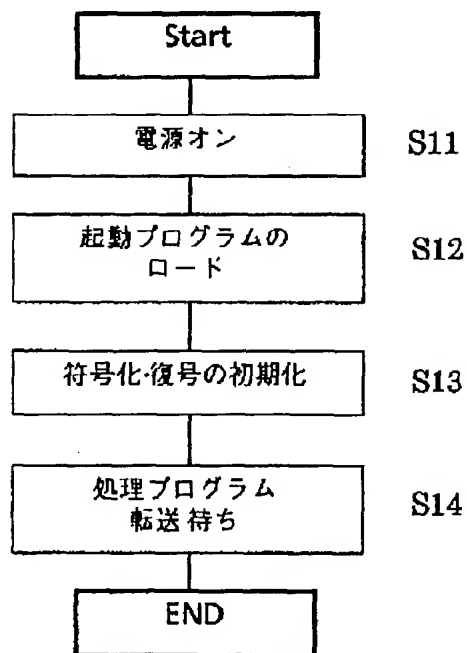 Start
電源オン
S11
起動プログラムの
ロード
S12
符号化・復号の初期化
S13
処理プログラム
転送待ち
S14
END